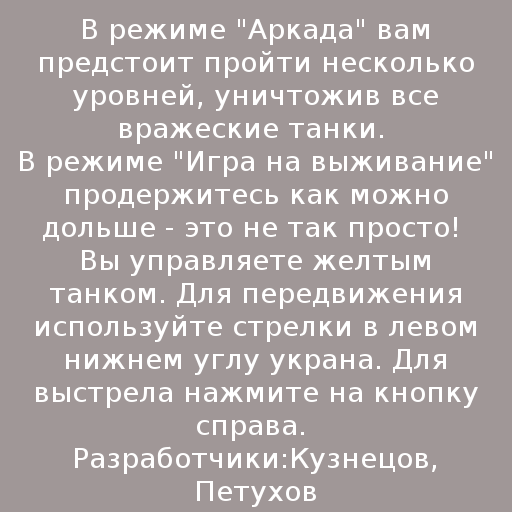 В режиме "Аркада" вам
предстоит пройти несколько
уровней, уничтожив все
вражеские танки.
В режиме "Игра на выживание"
продержитесь как можно
дольше - это не так просто!
Вы управляете желтым
танком. Для передвижения
используйте стрелки в левом
нижнем углу украна. Для
выстрела нажмите на кнопку
справа.
Разработчики:Кузнецов,
Петухов